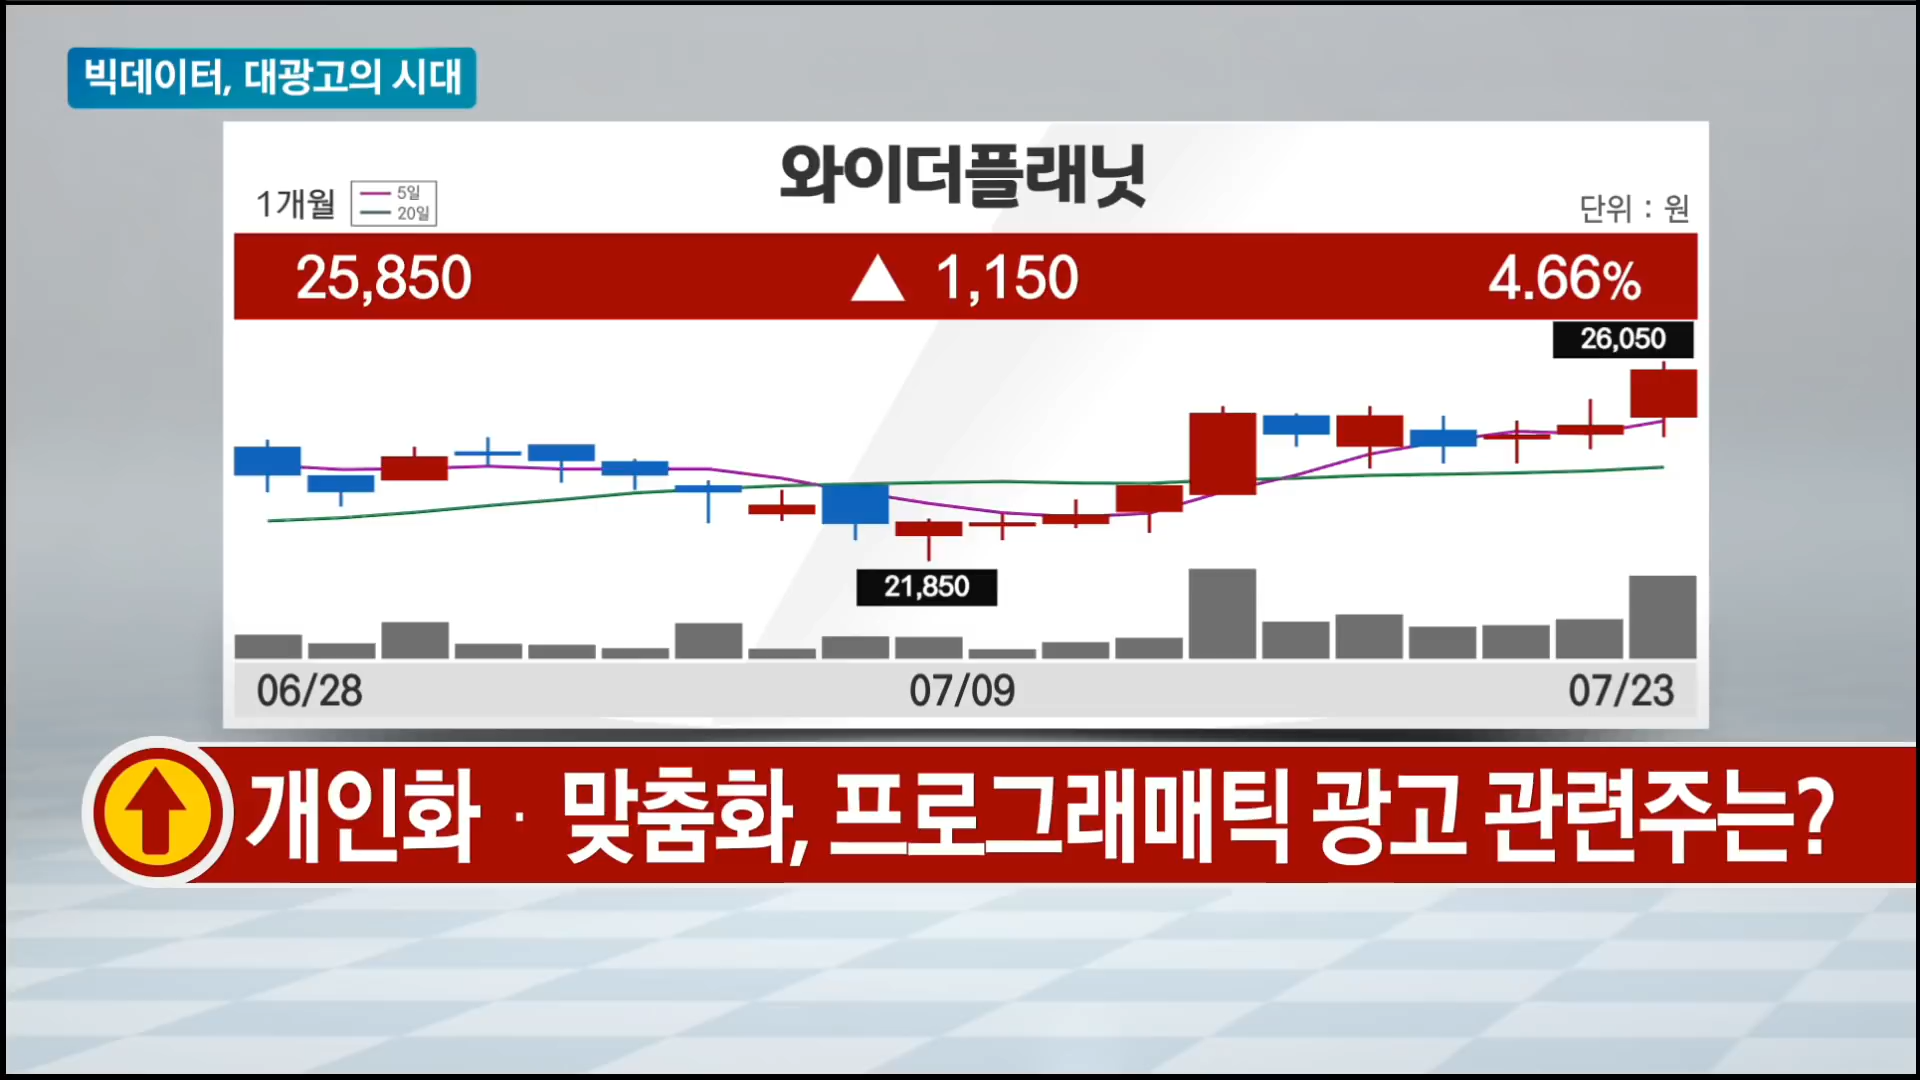 빅데이터, 대광고의 시대
와이더플래닛
1개월
5일
20일
단위 : 원
25,850 ▲ 1,150 4.66%
26,050
21,850
06/28 07/09 07/23
개인화 · 맞춤화, 프로그래매틱 광고 관련주는?